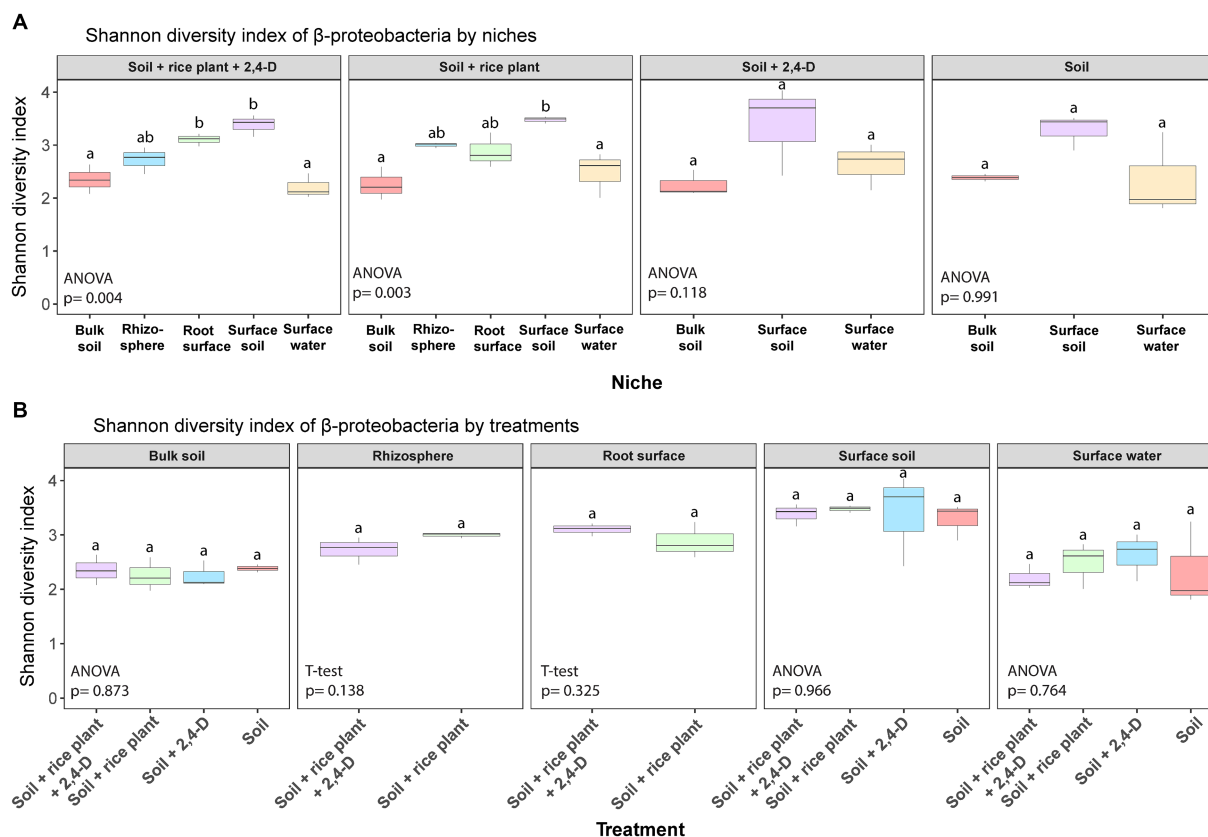 A
Shannon diversity index of β-proteobacteria by niches
Soil + rice plant + 2,4-D
Soil + rice plant
Soil + 2,4-D
Soil
Shannon diversity index
4
3
2
1
0
a
ab
b
b
a
ANOVA
p= 0.004
a
ab
ab
b
a
ANOVA
p= 0.003
a
a
a
ANOVA
p= 0.118
a
a
a
ANOVA
p= 0.991
Bulk
soil
Rhizo-
sphere
Root
surface
Surface
soil
Surface
water
Bulk
soil
Rhizo-
sphere
Root
surface
Surface
soil
Surface
water
Bulk
soil
Surface
soil
Surface
water
Bulk
soil
Surface
soil
Surface
water
Niche
B
Shannon diversity index of β-proteobacteria by treatments
Bulk soil
Rhizosphere
Root surface
Surface soil
Surface water
Shannon diversity index
4
3
2
1
0
a
a
a
a
ANOVA
p= 0.873
a
a
T-test
p= 0.138
a
a
T-test
p= 0.325
a
a
a
a
ANOVA
p= 0.966
a
a
a
a
ANOVA
p= 0.764
Soil + rice plant
+ 2,4-D
Soil + rice plant
Soil + 2,4-D
Soil
Soil + rice plant
+ 2,4-D
Soil + rice plant
Soil + rice plant
+ 2,4-D
Soil + rice plant
Soil + rice plant
+ 2,4-D
Soil + rice plant
Soil + 2,4-D
Soil
Soil + rice plant
+ 2,4-D
Soil + rice plant
Soil + 2,4-D
Soil
Treatment